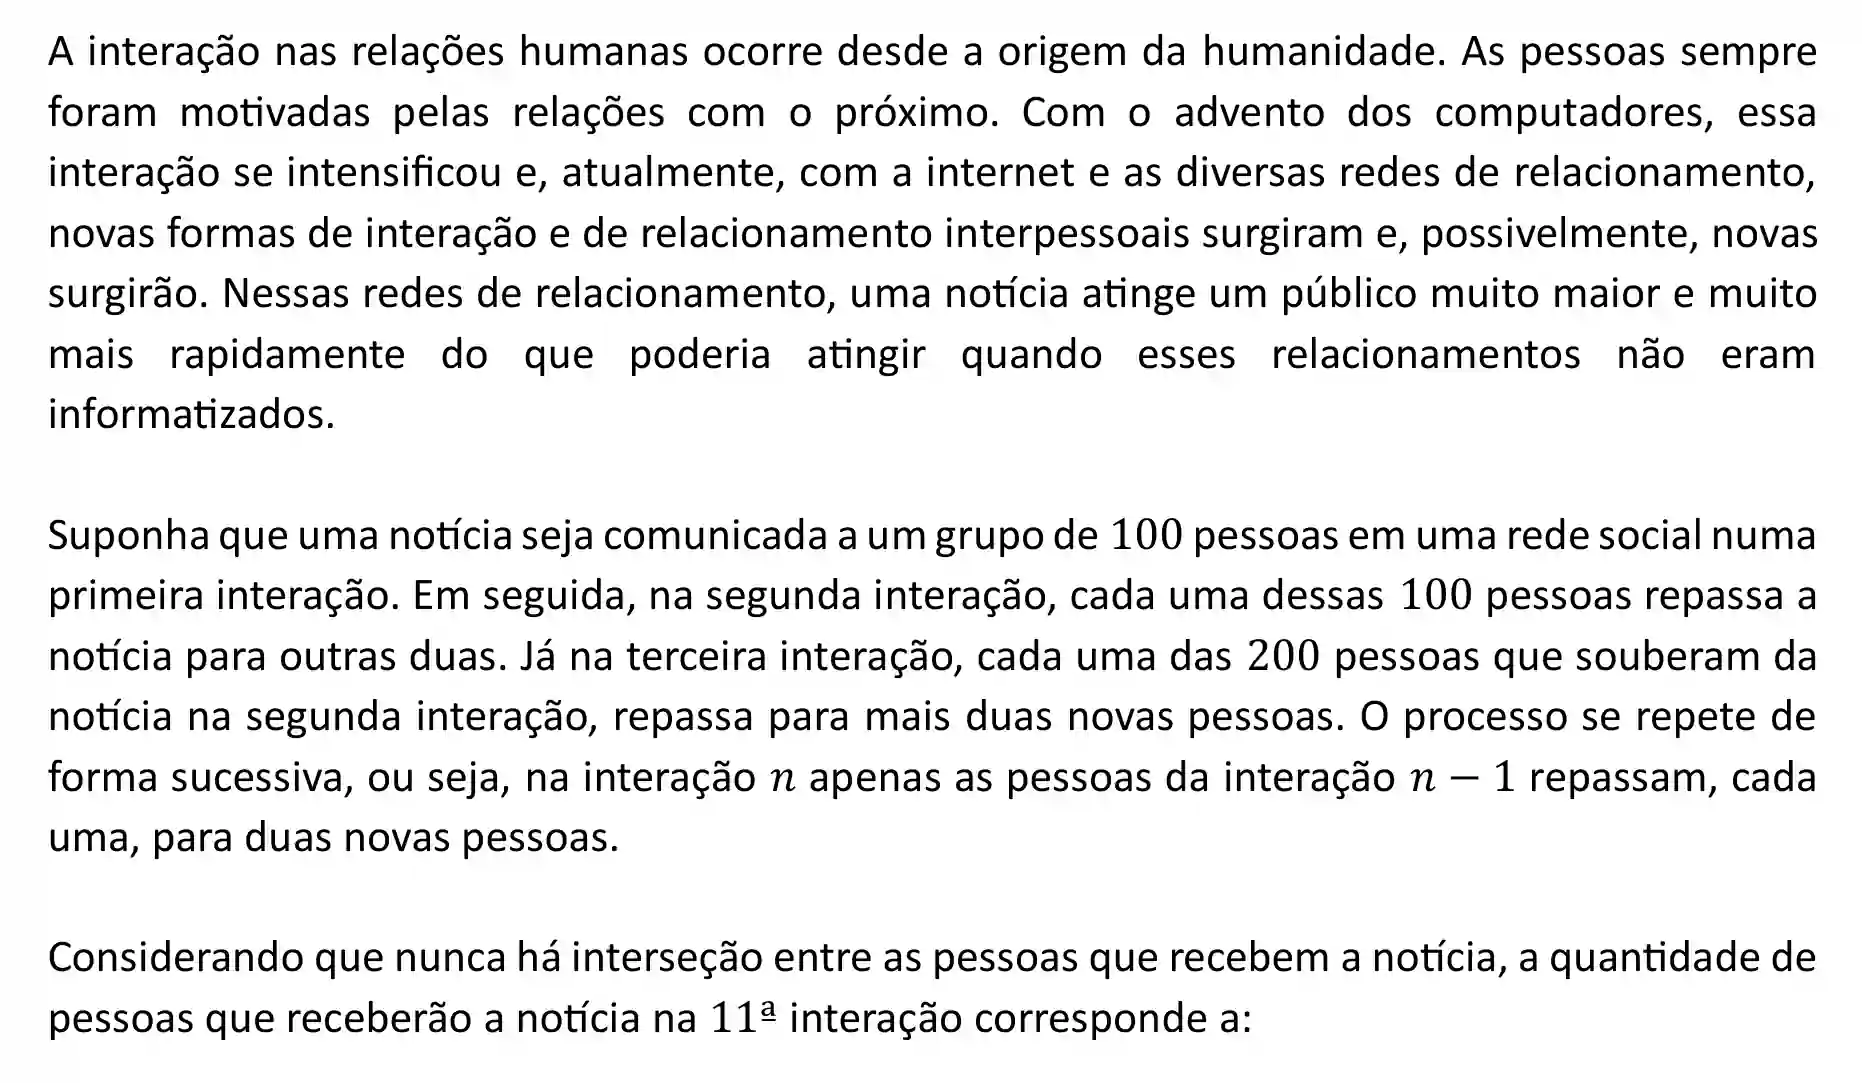 A interação nas relações humanas ocorre desde a origem da humanidade. As pessoas sempre
foram motivadas pelas relações com o próximo. Com o advento dos computadores, essa
interação se intensificou e, atualmente, com a internet e as diversas redes de relacionamento,
novas formas de interação e de relacionamento interpessoais surgiram e, possivelmente, novas
surgirão. Nessas redes de relacionamento, uma notícia atinge um público muito maior e muito
mais rapidamente do que poderia atingir quando esses relacionamentos não eram
informatizados.
Suponha que uma notícia seja comunicada a um grupo de 100 pessoas em uma rede social numa
primeira interação. Em seguida, na segunda interação, cada uma dessas 100 pessoas repassa a
notícia para outras duas. Já na terceira interação, cada uma das 200 pessoas que souberam da
notícia na segunda interação, repassa para mais duas novas pessoas. O processo se repete de
forma sucessiva, ou seja, na interação n apenas as pessoas da interação n − 1 repassam, cada
uma, para duas novas pessoas.
Considerando que nunca há interseção entre as pessoas que recebem a notícia, a quantidade de
pessoas que receberão a notícia na 11ª interação corresponde a: